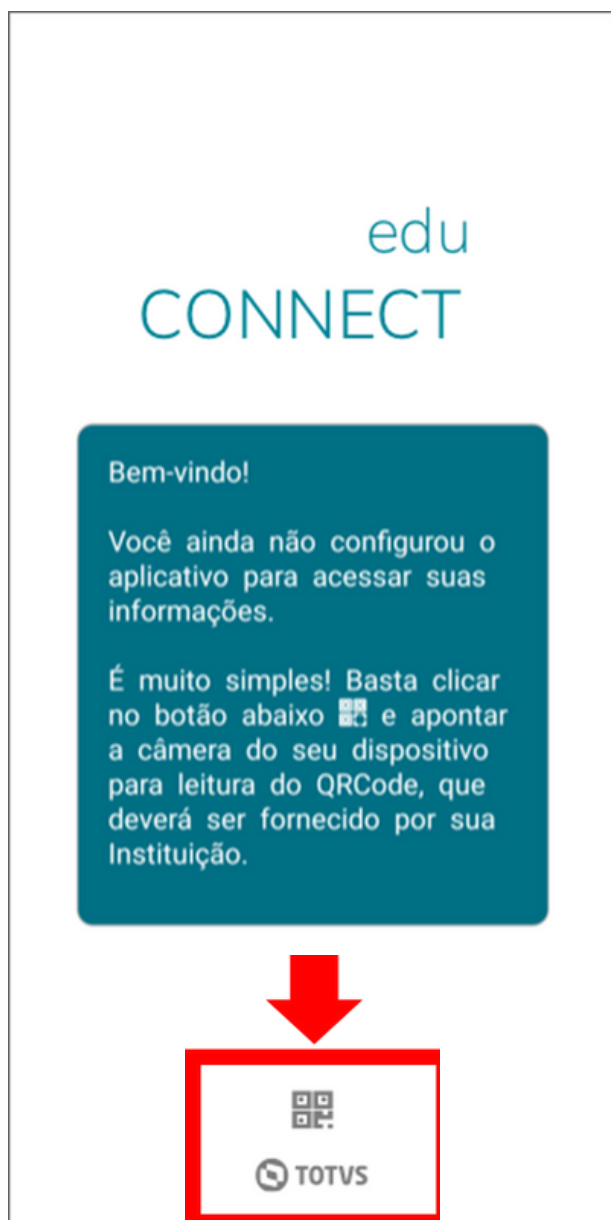 edu
CONNECT
Bem-vindo!
Você ainda não configurou o
aplicativo para acessar suas
informações.
É muito simples! Basta clicar
no botão abaixo e apontar
a câmera do seu dispositivo
para leitura do QRCode, que
deverá ser fornecido por sua
Instituição.
TOTVS